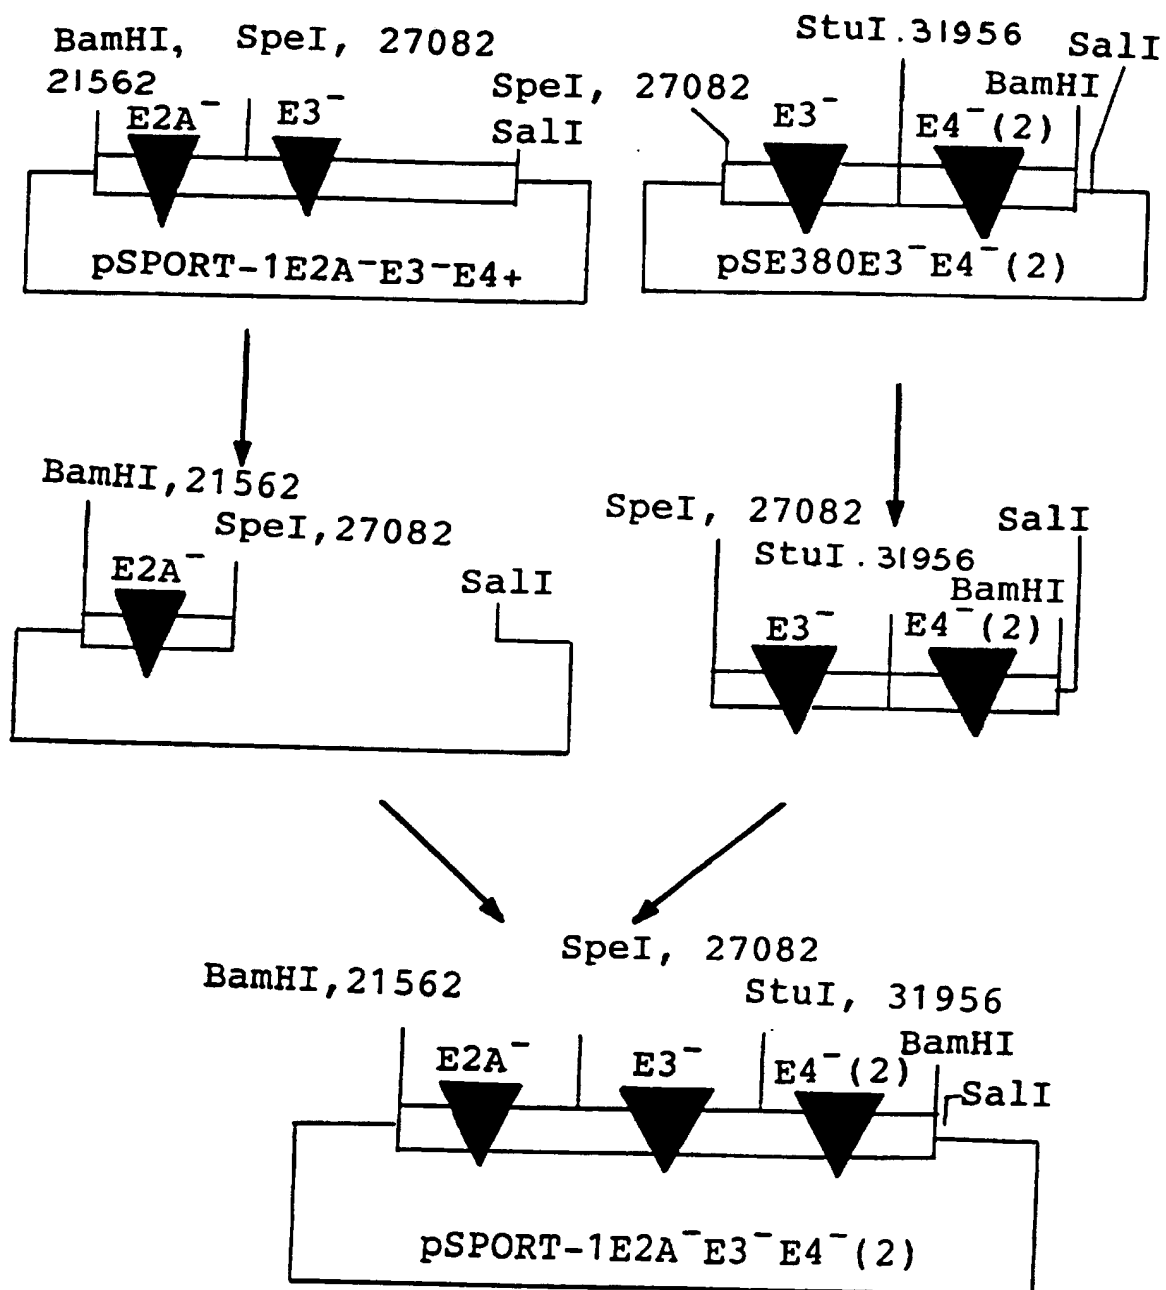 BamHI,
21562
SpeI, 27082
E2A⁻
E3⁻
SpeI, 27082
SalI
pSPORT-1E2A⁻E3⁻E4+
StuI.31956
SalI
BamHI
E3⁻
E4⁻(2)
pSE380E3⁻E4⁻(2)
BamHI,21562
SpeI,27082
E2A⁻
SalI
SpeI, 27082
SalI
StuI.31956
BamHI
E3⁻
E4⁻(2)
SpeI, 27082
BamHI,21562
StuI, 31956
BamHI
E2A⁻
E3⁻
E4⁻(2)
SalI
pSPORT-1E2A⁻E3⁻E4⁻(2)